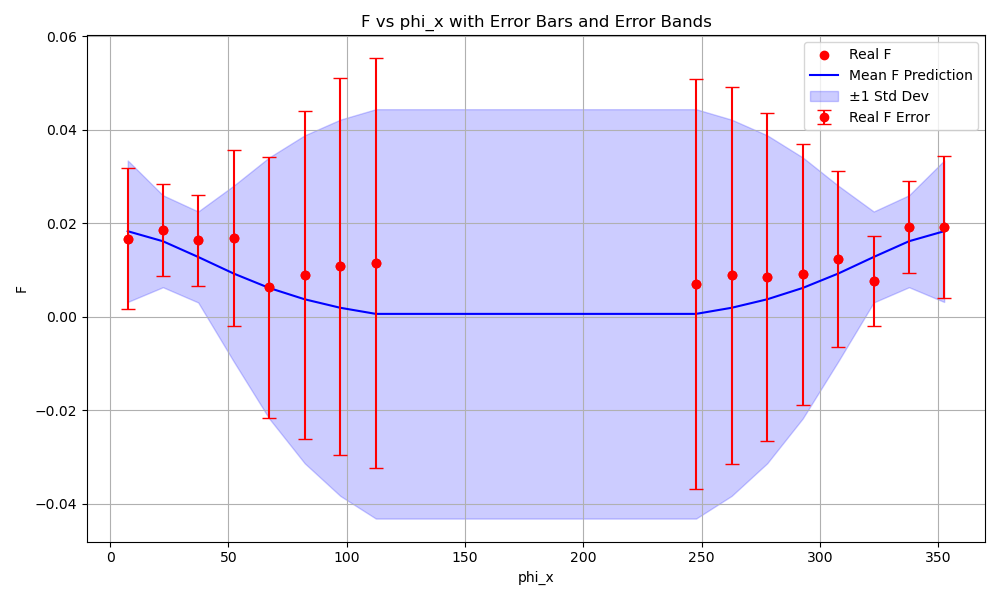 F vs phi_x with Error Bars and Error Bands
Real F
Mean F Prediction
±1 Std Dev
Real F Error
0.06
0.04
0.02
0.00
−0.02
−0.04
F
0
50
100
150
200
250
300
350
phi_x